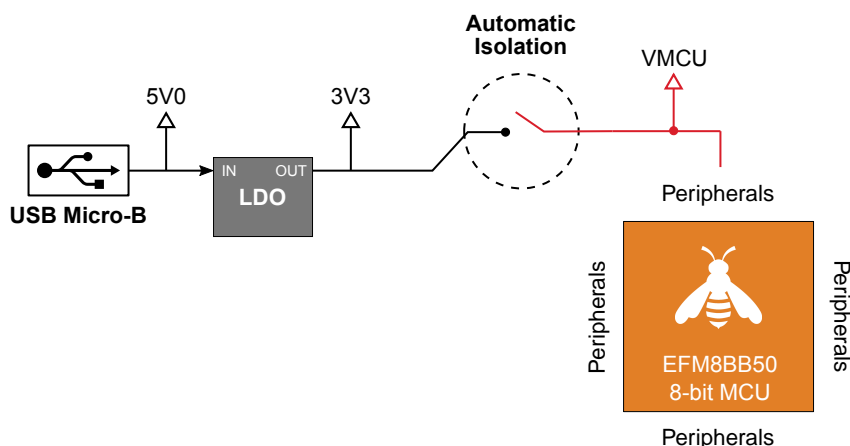 Automatic
Isolation
VMCU
5V0
3V3
IN OUT
LDO
USB Micro-B
Peripherals
Peripherals
Peripherals
EFM8BB50
8-bit MCU
Peripherals